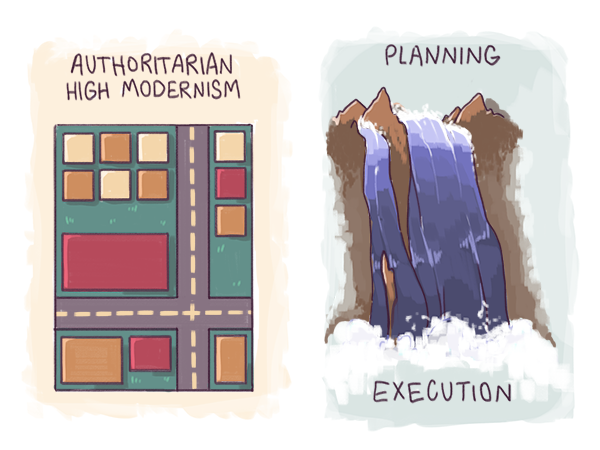 AUTHORITARIAN
HIGH MODERNISM
PLANNING
EXECUTION